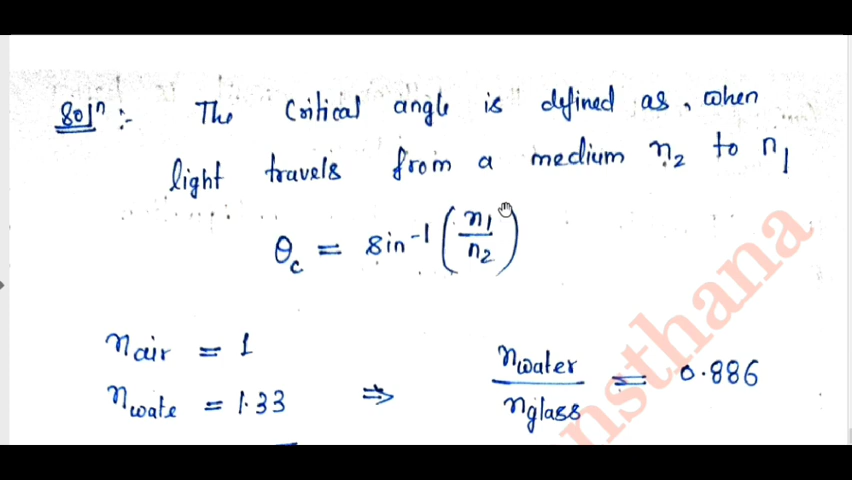 Soln :- The Critical angle is defined as, when
light travels from a medium n2 to n1
θc = sin-1 (n1/n2)
nair = 1
nwate = 1.33 ⇒ nwater/nglass = 0.886
nsthana